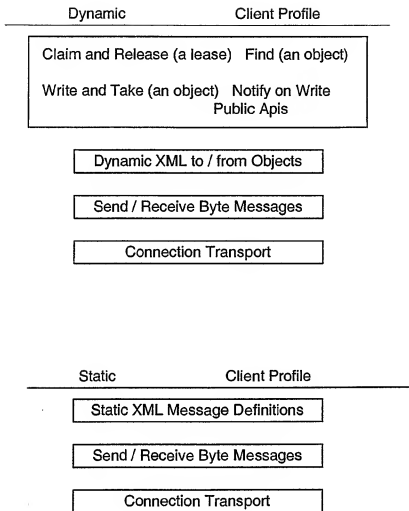 Dynamic Client Profile
Claim and Release (a lease) Find (an object)
Write and Take (an object) Notify on Write
Public Apis
Dynamic XML to / from Objects
Send / Receive Byte Messages
Connection Transport
Static Client Profile
Static XML Message Definitions
Send / Receive Byte Messages
Connection Transport